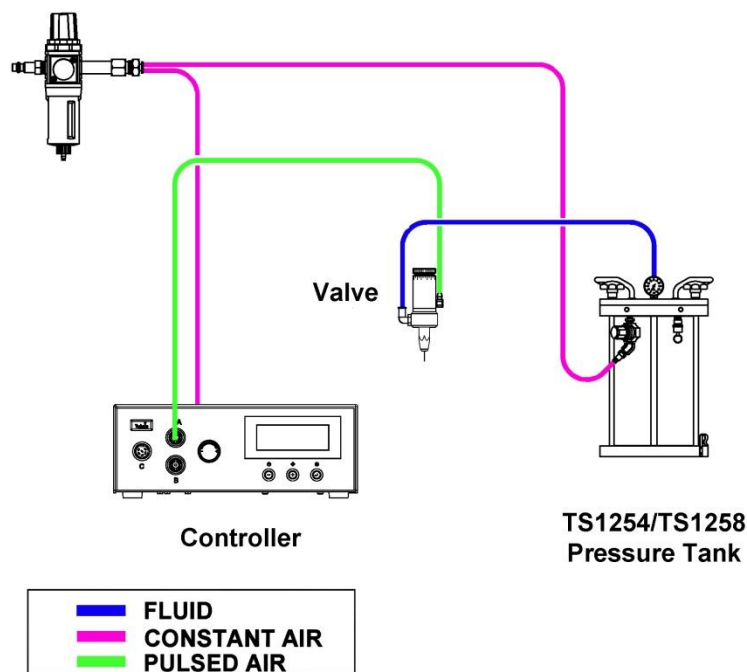 Valve
A
C
B
Controller
TS1254/TS1258
Pressure Tank
FLUID
CONSTANT AIR
PULSED AIR